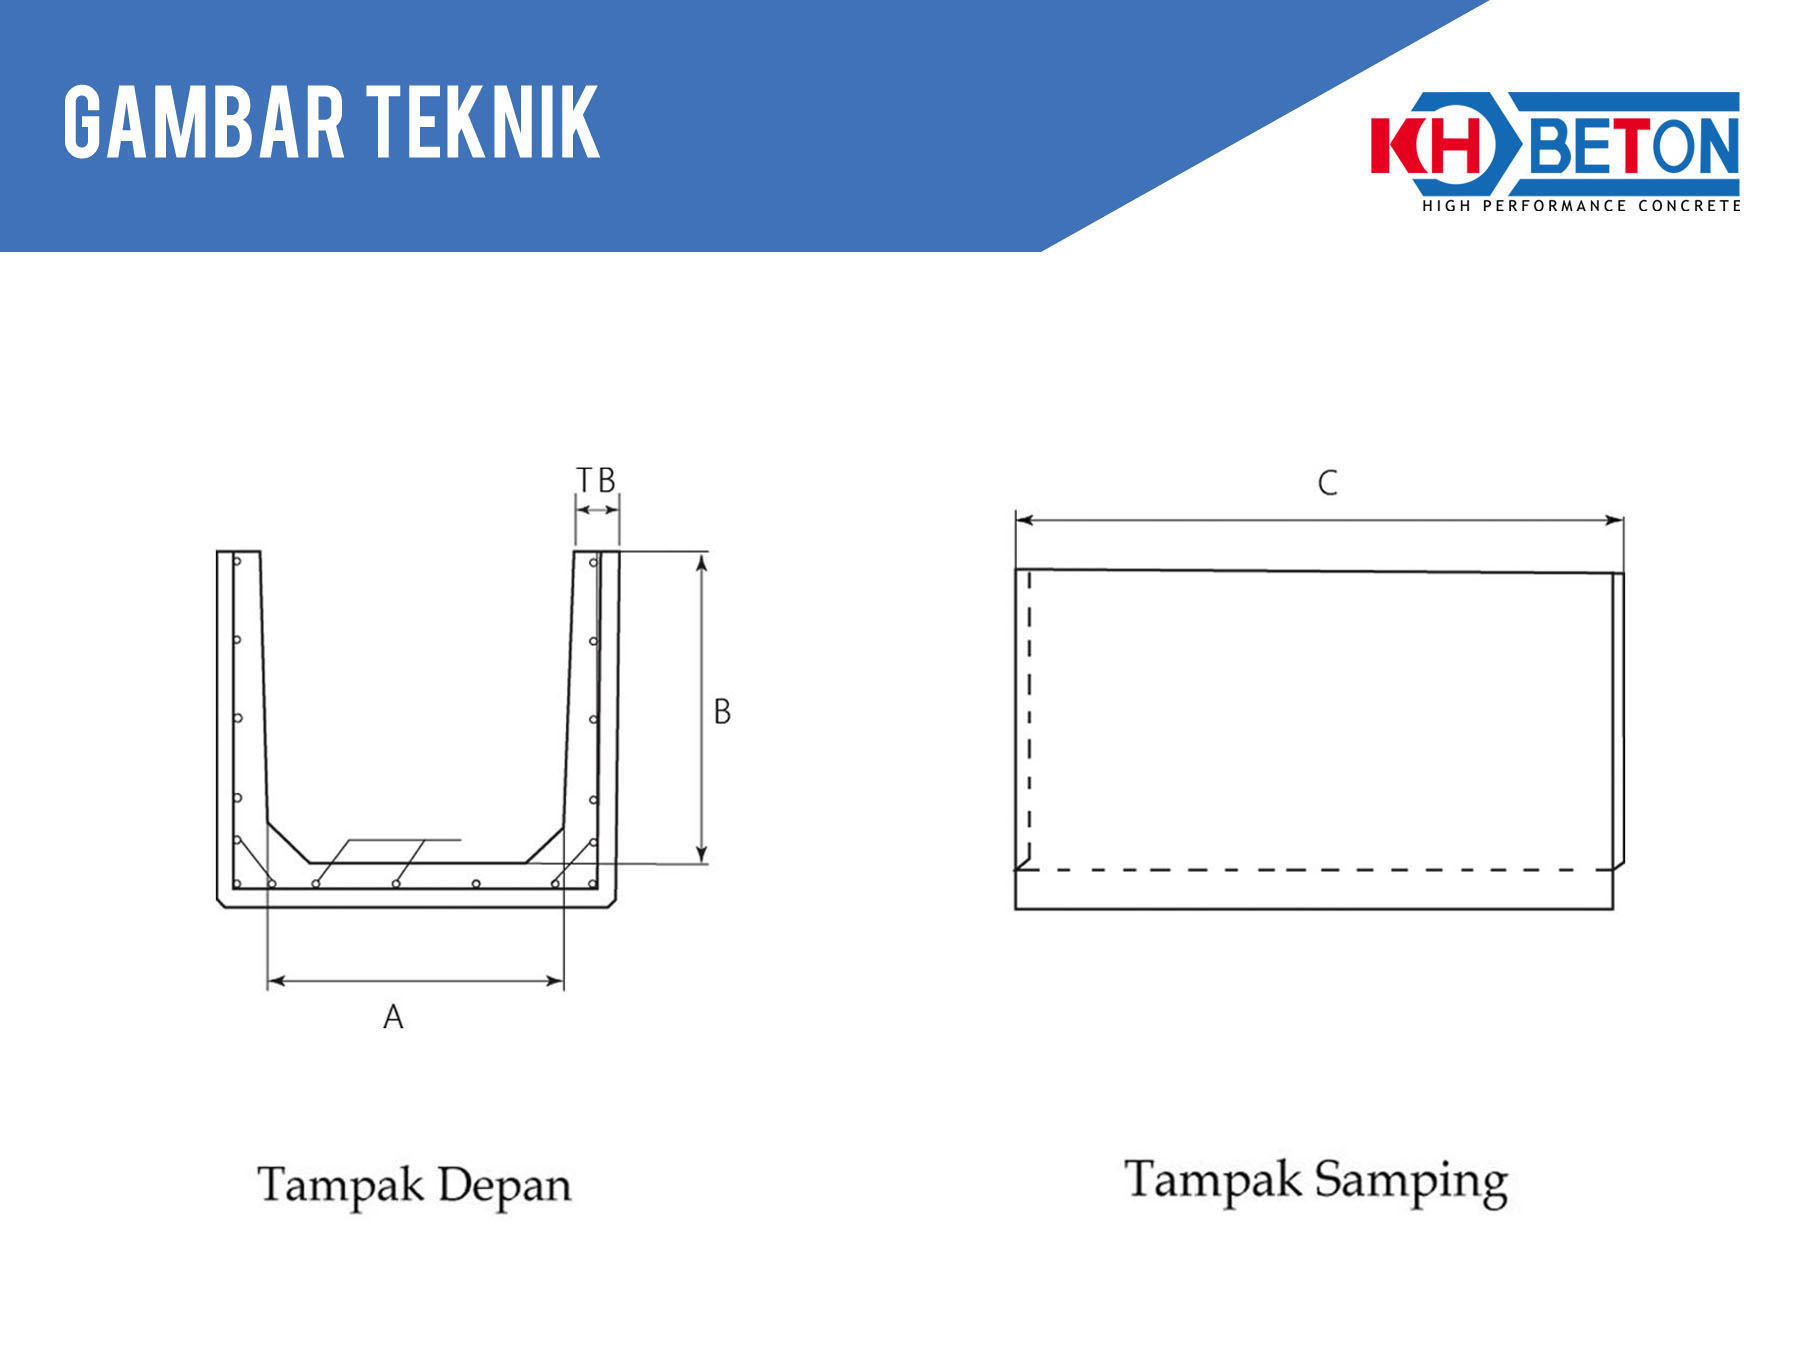 GAMBAR TEKNIK
KH BETON
HIGH PERFORMANCE CONCRETE
TB
C
B
A
Tampak Depan
Tampak Samping